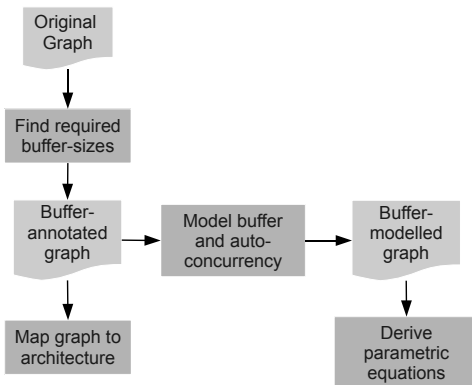 Original
Graph
Find required
buffer-sizes
Buffer-
annotated
graph
Model buffer
and auto-
concurrency
Buffer-
modelled
graph
Map graph to
architecture
Derive
parametric
equations